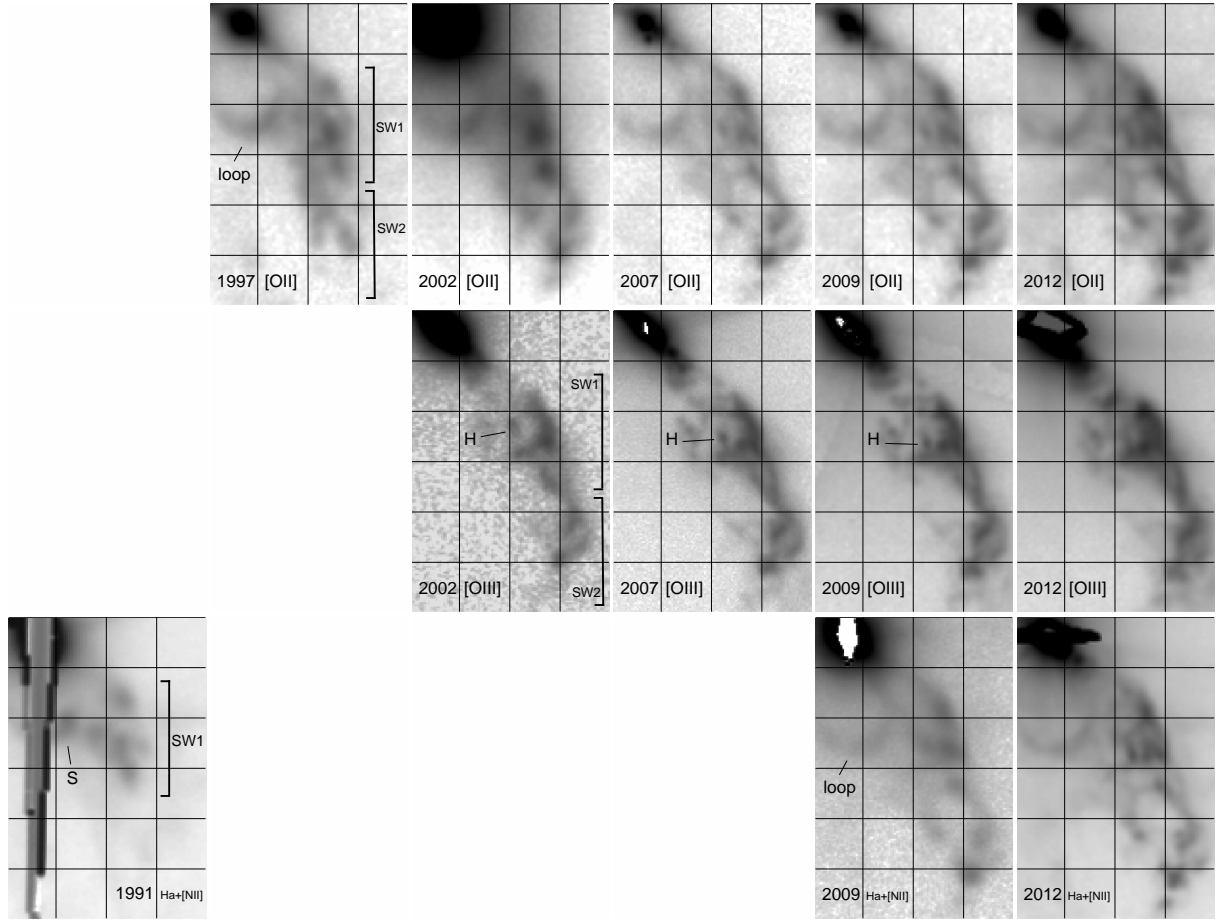 SW1
loop
SW2
1997 [OII]
2002 [OII]
2007 [OII]
2009 [OII]
2012 [OII]
SW1
H
H
H
SW2
2002 [OIII]
2007 [OIII]
2009 [OIII]
2012 [OIII]
SW1
S
loop
1991 Ha+[NII]
2009 Ha+[NII]
2012 Ha+[NII]